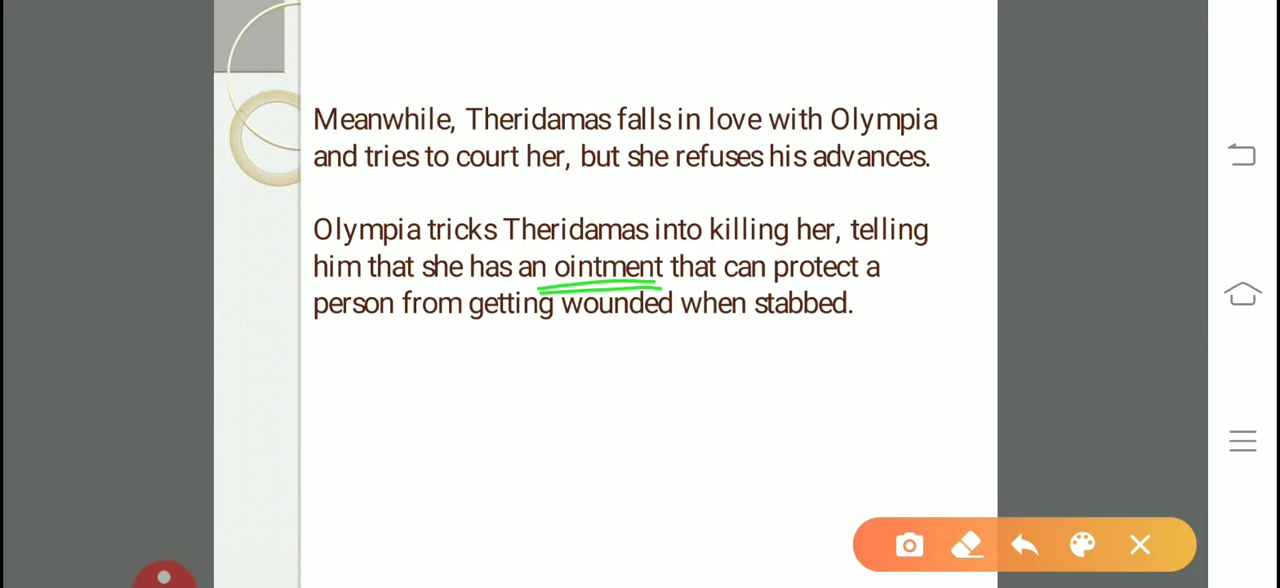 Meanwhile, Theridamas falls in love with Olympia
and tries to court her, but she refuses his advances.
Olympia tricks Theridamas into killing her, telling
him that she has an ointment that can protect a
person from getting wounded when stabbed.